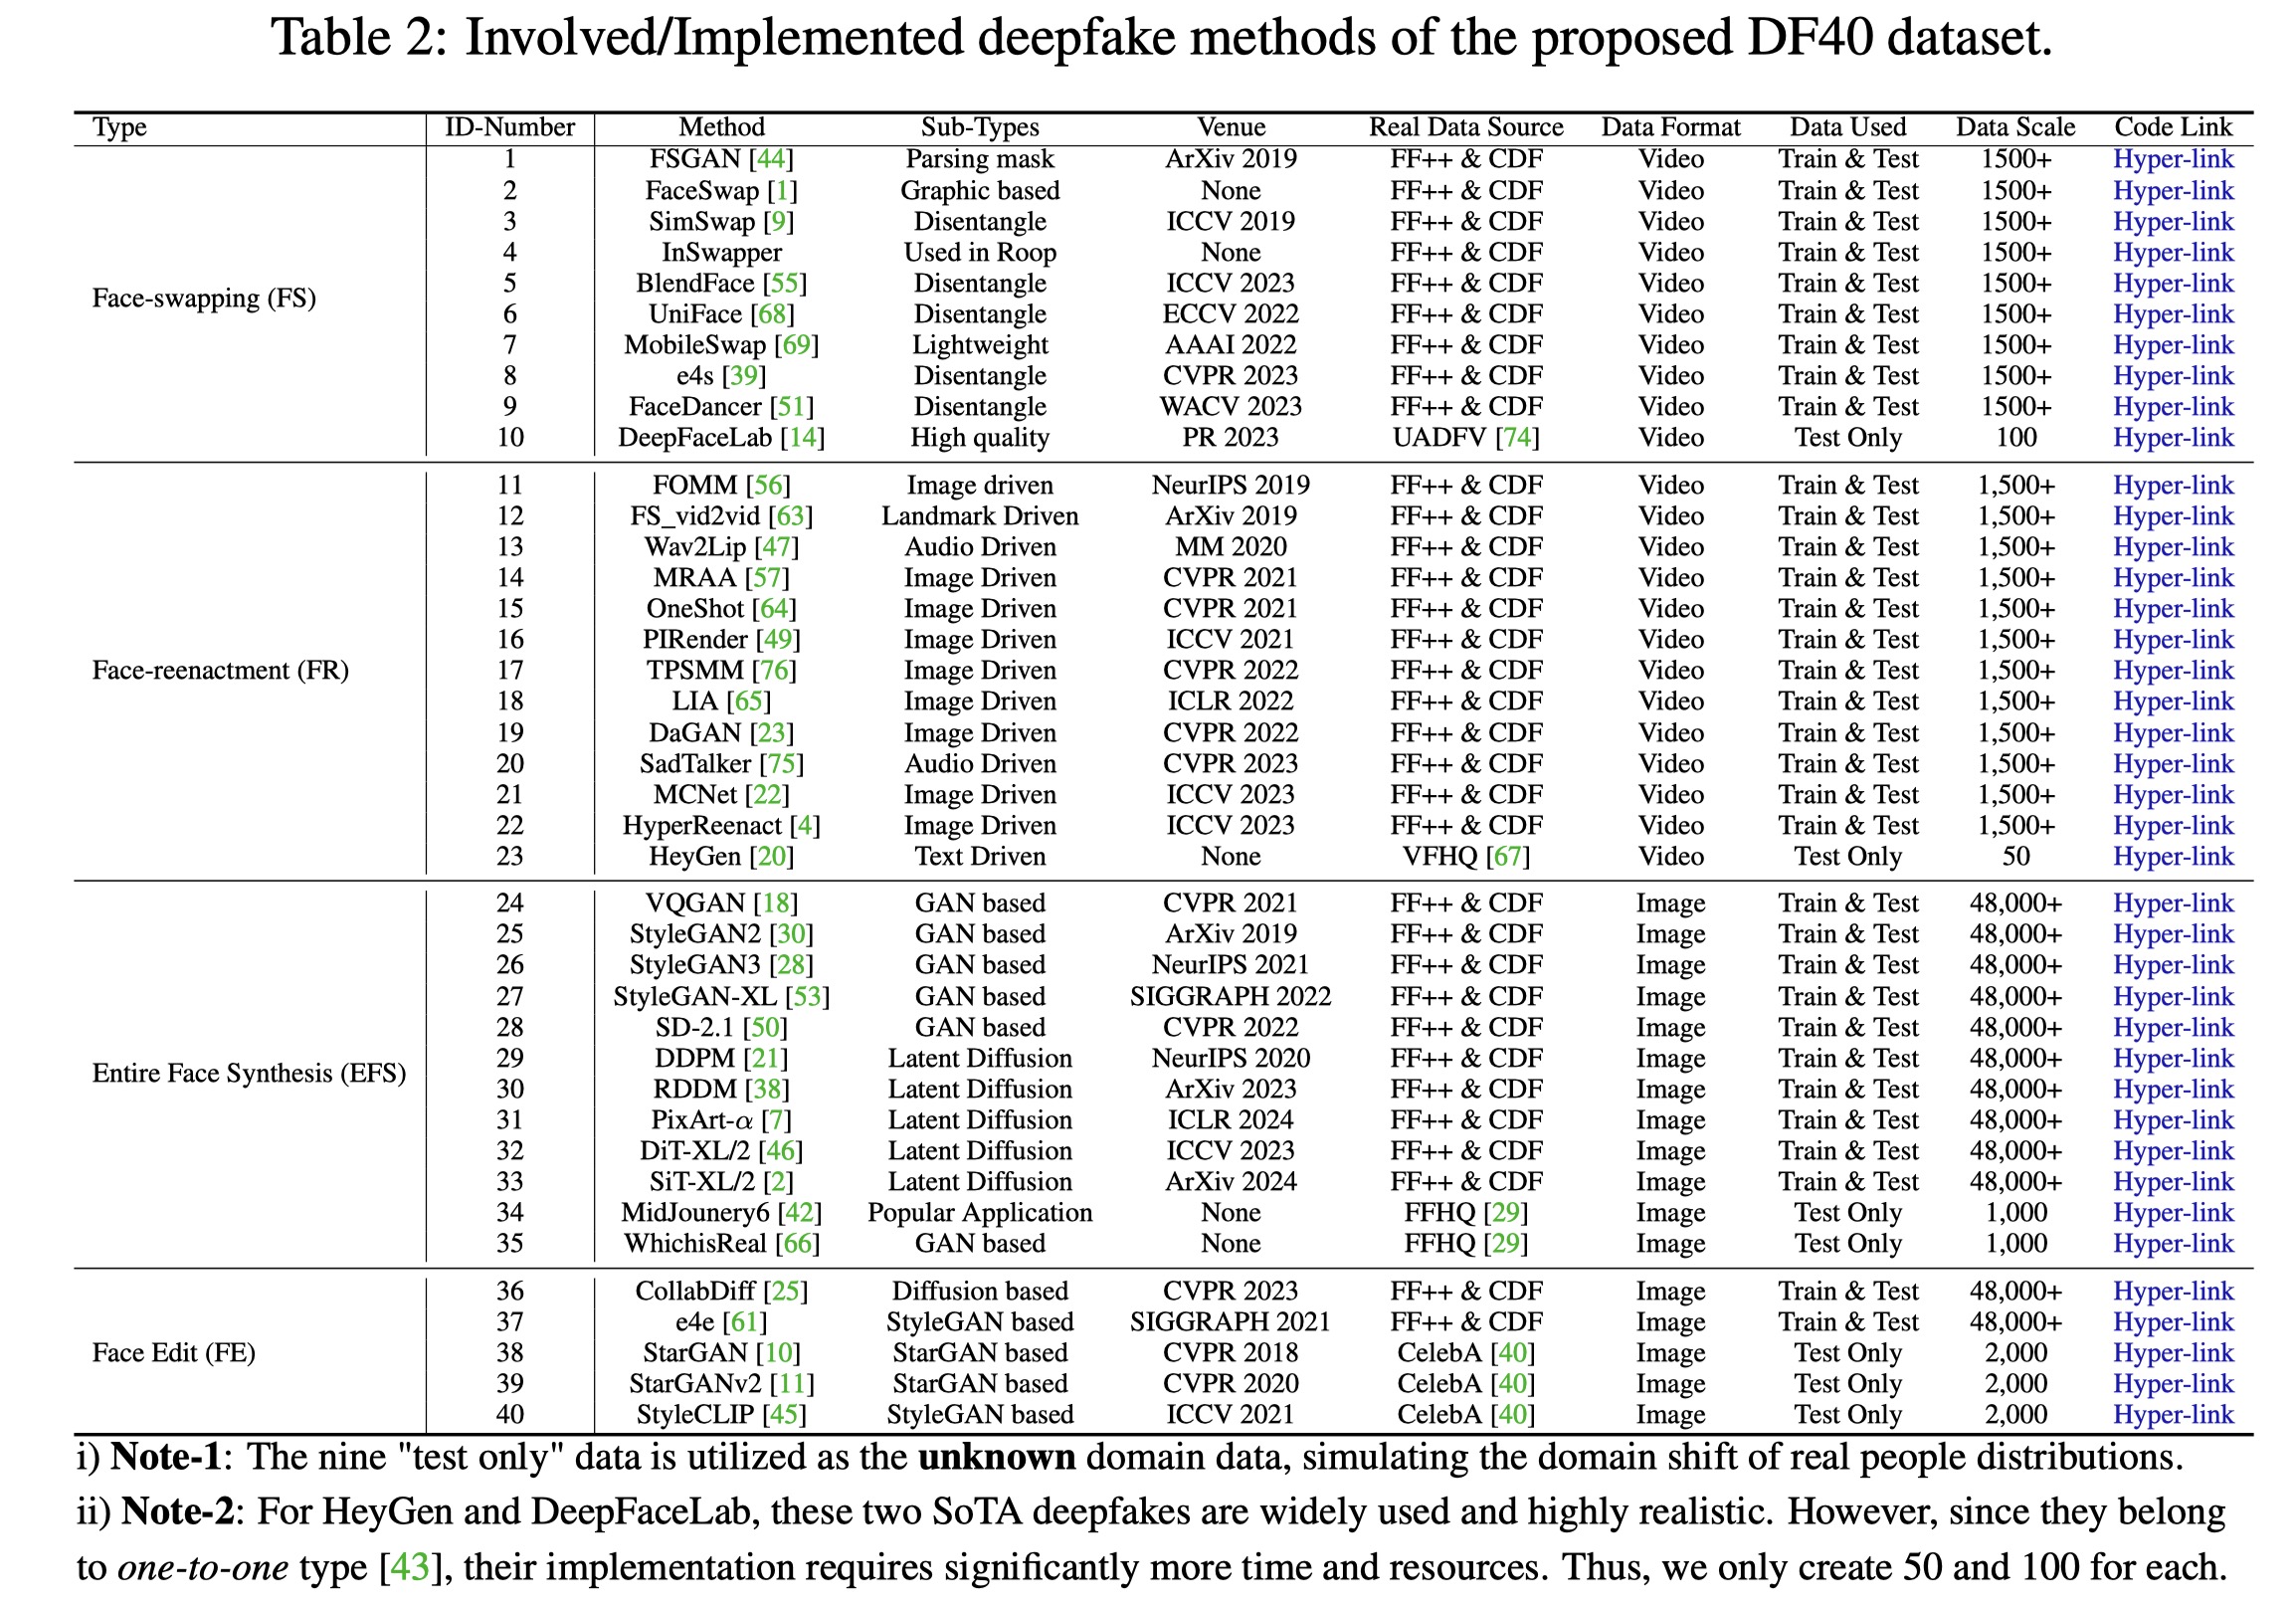 Table 2: Involved/Implemented deepfake methods of the proposed DF40 dataset.
Type ID-Number Method Sub-Types Venue Real Data Source Data Format Data Used Data Scale Code Link
1 FSGAN [44] Parsing mask ArXiv 2019 FF++ & CDF Video Train & Test 1500+ Hyper-link
2 FaceSwap [1] Graphic based None FF++ & CDF Video Train & Test 1500+ Hyper-link
3 SimSwap [9] Disentangle ICCV 2019 FF++ & CDF Video Train & Test 1500+ Hyper-link
4 InSwapper Used in Roop None FF++ & CDF Video Train & Test 1500+ Hyper-link
5 BlendFace [55] Disentangle ICCV 2023 FF++ & CDF Video Train & Test 1500+ Hyper-link
Face-swapping (FS)
6 UniFace [68] Disentangle ECCV 2022 FF++ & CDF Video Train & Test 1500+ Hyper-link
7 MobileSwap [69] Lightweight AAAI 2022 FF++ & CDF Video Train & Test 1500+ Hyper-link
8 e4s [39] Disentangle CVPR 2023 FF++ & CDF Video Train & Test 1500+ Hyper-link
9 FaceDancer [51] Disentangle WACV 2023 FF++ & CDF Video Train & Test 1500+ Hyper-link
10 DeepFaceLab [14] High quality PR 2023 UADFV [74] Video Test Only 100 Hyper-link
11 FOMM [56] Image driven NeurIPS 2019 FF++ & CDF Video Train & Test 1,500+ Hyper-link
12 FS_vid2vid [63] Landmark Driven ArXiv 2019 FF++ & CDF Video Train & Test 1,500+ Hyper-link
13 Wav2Lip [47] Audio Driven MM 2020 FF++ & CDF Video Train & Test 1,500+ Hyper-link
14 MRAA [57] Image Driven CVPR 2021 FF++ & CDF Video Train & Test 1,500+ Hyper-link
15 OneShot [64] Image Driven CVPR 2021 FF++ & CDF Video Train & Test 1,500+ Hyper-link
16 PIRender [49] Image Driven ICCV 2021 FF++ & CDF Video Train & Test 1,500+ Hyper-link
Face-reenactment (FR) 17 TPSMM [76] Image Driven CVPR 2022 FF++ & CDF Video Train & Test 1,500+ Hyper-link
18 LIA [65] Image Driven ICLR 2022 FF++ & CDF Video Train & Test 1,500+ Hyper-link
19 DaGAN [23] Image Driven CVPR 2022 FF++ & CDF Video Train & Test 1,500+ Hyper-link
20 SadTalker [75] Audio Driven CVPR 2023 FF++ & CDF Video Train & Test 1,500+ Hyper-link
21 MCNet [22] Image Driven ICCV 2023 FF++ & CDF Video Train & Test 1,500+ Hyper-link
22 HyperReenact [4] Image Driven ICCV 2023 FF++ & CDF Video Train & Test 1,500+ Hyper-link
23 HeyGen [20] Text Driven None VFHQ [67] Video Test Only 50 Hyper-link
24 VQGAN [18] GAN based CVPR 2021 FF++ & CDF Image Train & Test 48,000+ Hyper-link
25 StyleGAN2 [30] GAN based ArXiv 2019 FF++ & CDF Image Train & Test 48,000+ Hyper-link
26 StyleGAN3 [28] GAN based NeurIPS 2021 FF++ & CDF Image Train & Test 48,000+ Hyper-link
27 StyleGAN-XL [53] GAN based SIGGRAPH 2022 FF++ & CDF Image Train & Test 48,000+ Hyper-link
28 SD-2.1 [50] GAN based CVPR 2022 FF++ & CDF Image Train & Test 48,000+ Hyper-link
29 DDPM [21] Latent Diffusion NeurIPS 2020 FF++ & CDF Image Train & Test 48,000+ Hyper-link
Entire Face Synthesis (EFS)
30 RDDM [38] Latent Diffusion ArXiv 2023 FF++ & CDF Image Train & Test 48,000+ Hyper-link
31 PixArt-α [7] Latent Diffusion ICLR 2024 FF++ & CDF Image Train & Test 48,000+ Hyper-link
32 DiT-XL/2 [46] Latent Diffusion ICCV 2023 FF++ & CDF Image Train & Test 48,000+ Hyper-link
33 SiT-XL/2 [2] Latent Diffusion ArXiv 2024 FF++ & CDF Image Train & Test 48,000+ Hyper-link
34 MidJounery6 [42] Popular Application None FFHQ [29] Image Test Only 1,000 Hyper-link
35 WhichisReal [66] GAN based None FFHQ [29] Image Test Only 1,000 Hyper-link
36 CollabDiff [25] Diffusion based CVPR 2023 FF++ & CDF Image Train & Test 48,000+ Hyper-link
37 e4e [61] StyleGAN based SIGGRAPH 2021 FF++ & CDF Image Train & Test 48,000+ Hyper-link
Face Edit (FE) 38 StarGAN [10] StarGAN based CVPR 2018 CelebA [40] Image Test Only 2,000 Hyper-link
39 StarGANv2 [11] StarGAN based CVPR 2020 CelebA [40] Image Test Only 2,000 Hyper-link
40 StyleCLIP [45] StyleGAN based ICCV 2021 CelebA [40] Image Test Only 2,000 Hyper-link
i) Note-1: The nine "test only" data is utilized as the unknown domain data, simulating the domain shift of real people distributions.
ii) Note-2: For HeyGen and DeepFaceLab, these two SoTA deepfakes are widely used and highly realistic. However, since they belong
to one-to-one type [43], their implementation requires significantly more time and resources. Thus, we only create 50 and 100 for each.